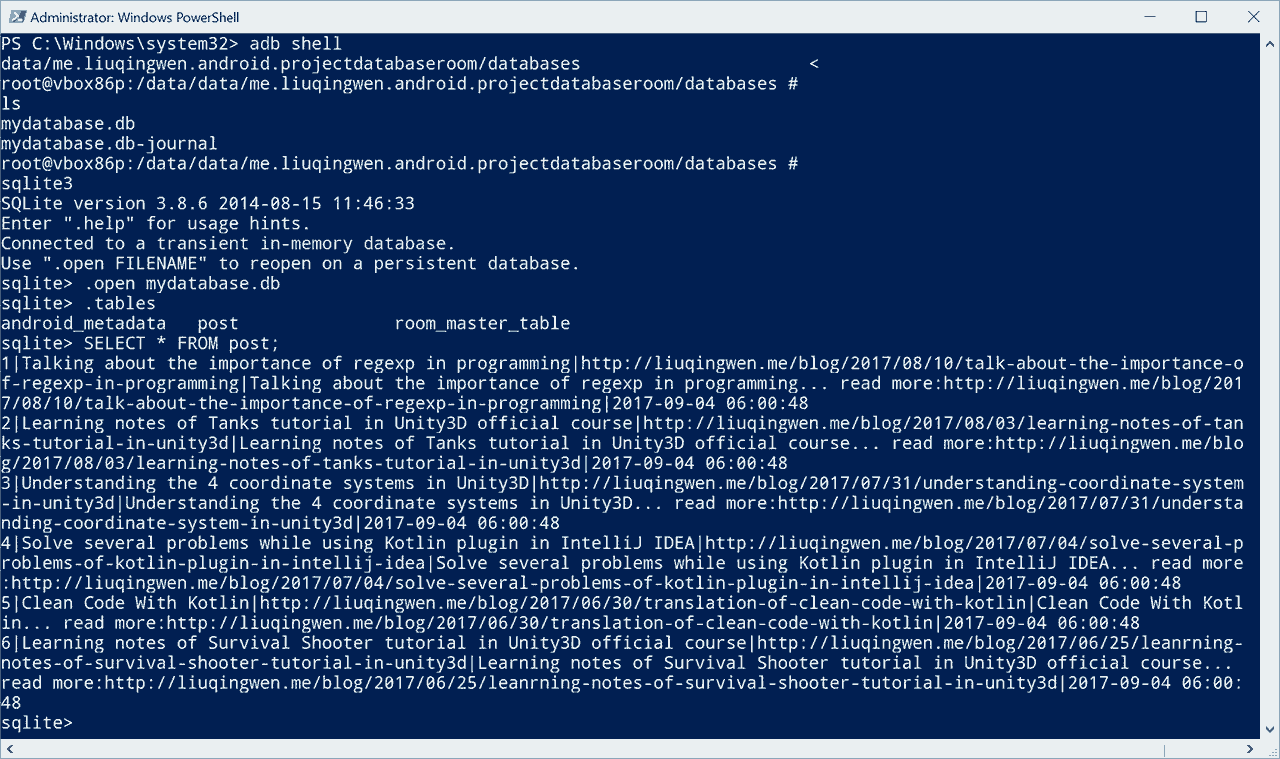 Administrator: Windows PowerShell
PS C:\Windows\system32> adb shell
data/me.liuqingwen.android.projectdatabaseroom/databases                      <
root@vbox86p:/data/data/me.liuqingwen.android.projectdatabaseroom/databases #
ls
mydatabase.db
mydatabase.db-journal
root@vbox86p:/data/data/me.liuqingwen.android.projectdatabaseroom/databases #
sqlite3
SQLite version 3.8.6 2014-08-15 11:46:33
Enter ".help" for usage hints.
Connected to a transient in-memory database.
Use ".open FILENAME" to reopen on a persistent database.
sqlite> .open mydatabase.db
sqlite> .tables
android_metadata   post               room_master_table
sqlite> SELECT * FROM post;
1|Talking about the importance of regexp in programming|http://liuqingwen.me/blog/2017/08/10/talk-about-the-importance-o
f-regexp-in-programming|Talking about the importance of regexp in programming... read more:http://liuqingwen.me/blog/201
7/08/10/talk-about-the-importance-of-regexp-in-programming|2017-09-04 06:00:48
2|Learning notes of Tanks tutorial in Unity3D official course|http://liuqingwen.me/blog/2017/08/03/learning-notes-of-tan
ks-tutorial-in-unity3d|Learning notes of Tanks tutorial in Unity3D official course... read more:http://liuqingwen.me/blo
g/2017/08/03/learning-notes-of-tanks-tutorial-in-unity3d|2017-09-04 06:00:48
3|Understanding the 4 coordinate systems in Unity3D|http://liuqingwen.me/blog/2017/07/31/understanding-coordinate-system
-in-unity3d|Understanding the 4 coordinate systems in Unity3D... read more:http://liuqingwen.me/blog/2017/07/31/understa
nding-coordinate-system-in-unity3d|2017-09-04 06:00:48
4|Solve several problems while using Kotlin plugin in IntelliJ IDEA|http://liuqingwen.me/blog/2017/07/04/solve-several-p
roblems-of-kotlin-plugin-in-intellij-idea|Solve several problems while using Kotlin plugin in IntelliJ IDEA... read more
:http://liuqingwen.me/blog/2017/07/04/solve-several-problems-of-kotlin-plugin-in-intellij-idea|2017-09-04 06:00:48
5|Clean Code With Kotlin|http://liuqingwen.me/blog/2017/06/30/translation-of-clean-code-with-kotlin|Clean Code With Kotl
in... read more:http://liuqingwen.me/blog/2017/06/30/translation-of-clean-code-with-kotlin|2017-09-04 06:00:48
6|Learning notes of Survival Shooter tutorial in Unity3D official course|http://liuqingwen.me/blog/2017/06/25/leanrning-
notes-of-survival-shooter-tutorial-in-unity3d|Learning notes of Survival Shooter tutorial in Unity3D official course...
read more:http://liuqingwen.me/blog/2017/06/25/leanrning-notes-of-survival-shooter-tutorial-in-unity3d|2017-09-04 06:00:
48
sqlite>